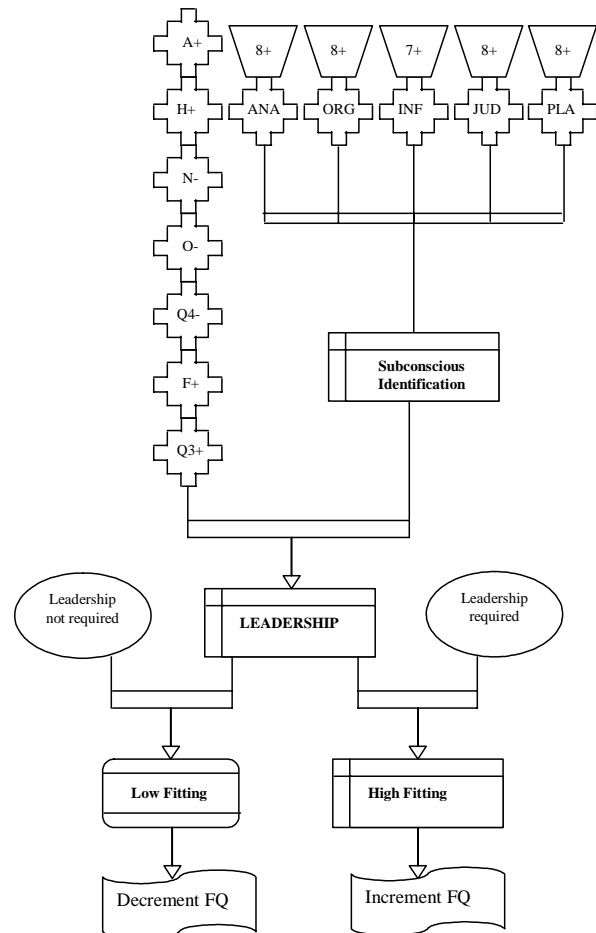 A+
8+ 8+ 7+ 8+ 8+
H+
ANA ORG INF JUD PLA
N-
O-
Q4-
Subconscious
Identification
F+
Q3+
Leadership
not required
LEADERSHIP
Leadership
required
Low Fitting
High Fitting
Decrement FQ
Increment FQ